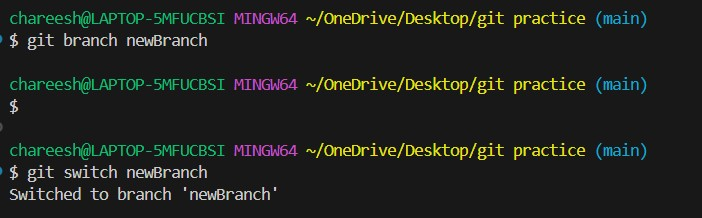 chareesh@LAPTOP-5MFUCBSI MINGW64 ~/OneDrive/Desktop/git practice (main)
$ git branch newBranch
chareesh@LAPTOP-5MFUCBSI MINGW64 ~/OneDrive/Desktop/git practice (main)
$
chareesh@LAPTOP-5MFUCBSI MINGW64 ~/OneDrive/Desktop/git practice (main)
$ git switch newBranch
Switched to branch 'newBranch'